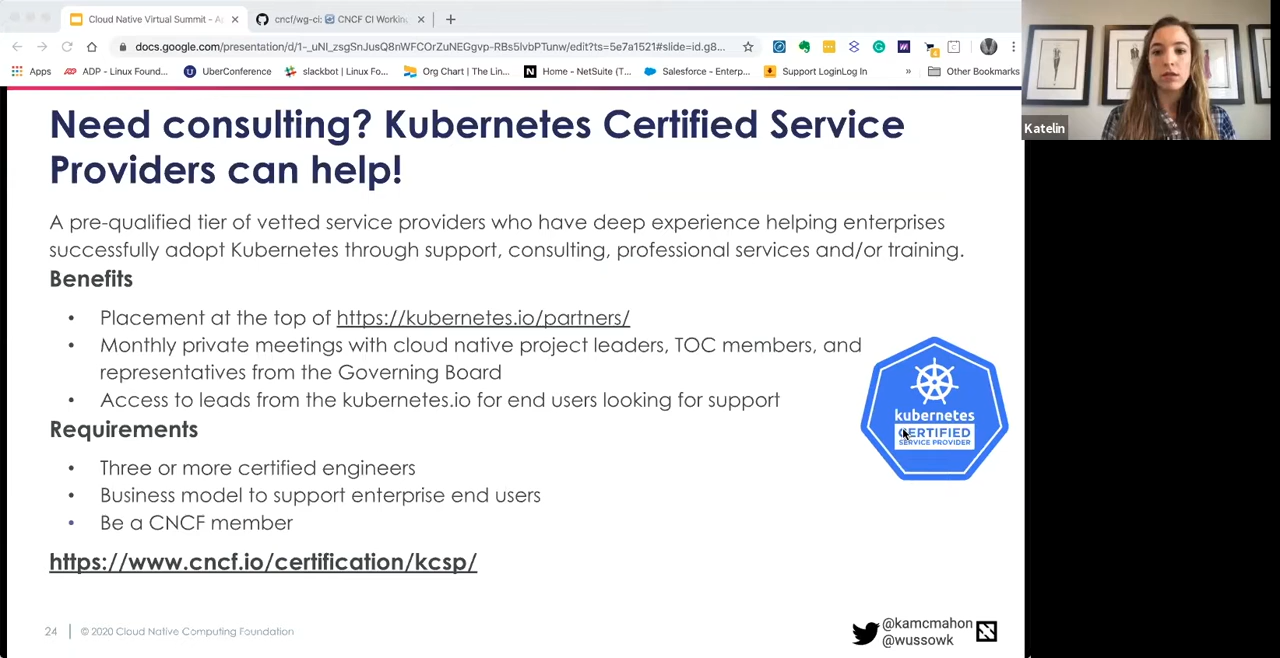 Cloud Native Virtual Summit - A
cncf/wg-ci: CNCF CI Workin
docs.google.com/presentation/d/1-_uNl_zsgSnJusQ8nWFCOrZuNEGgvp-RBs5lvbPTunw/edit?ts=5e7a1521#slide=id.g8...
Apps ADP - Linux Found... UberConference slackbot | Linux Fo... Org Chart | The Lin... Home - NetSuite (T... Salesforce - Enterp... Support LoginLog In » Other Bookmarks
Katelin
Need consulting? Kubernetes Certified Service
Providers can help!
A pre-qualified tier of vetted service providers who have deep experience helping enterprises
successfully adopt Kubernetes through support, consulting, professional services and/or training.
Benefits
• Placement at the top of https://kubernetes.io/partners/
• Monthly private meetings with cloud native project leaders, TOC members, and
representatives from the Governing Board
• Access to leads from the kubernetes.io for end users looking for support
kubernetes
CERTIFIED
SERVICE PROVIDER
Requirements
• Three or more certified engineers
• Business model to support enterprise end users
• Be a CNCF member
https://www.cncf.io/certification/kcsp/
24 © 2020 Cloud Native Computing Foundation
@kamcmahon
@wussowk